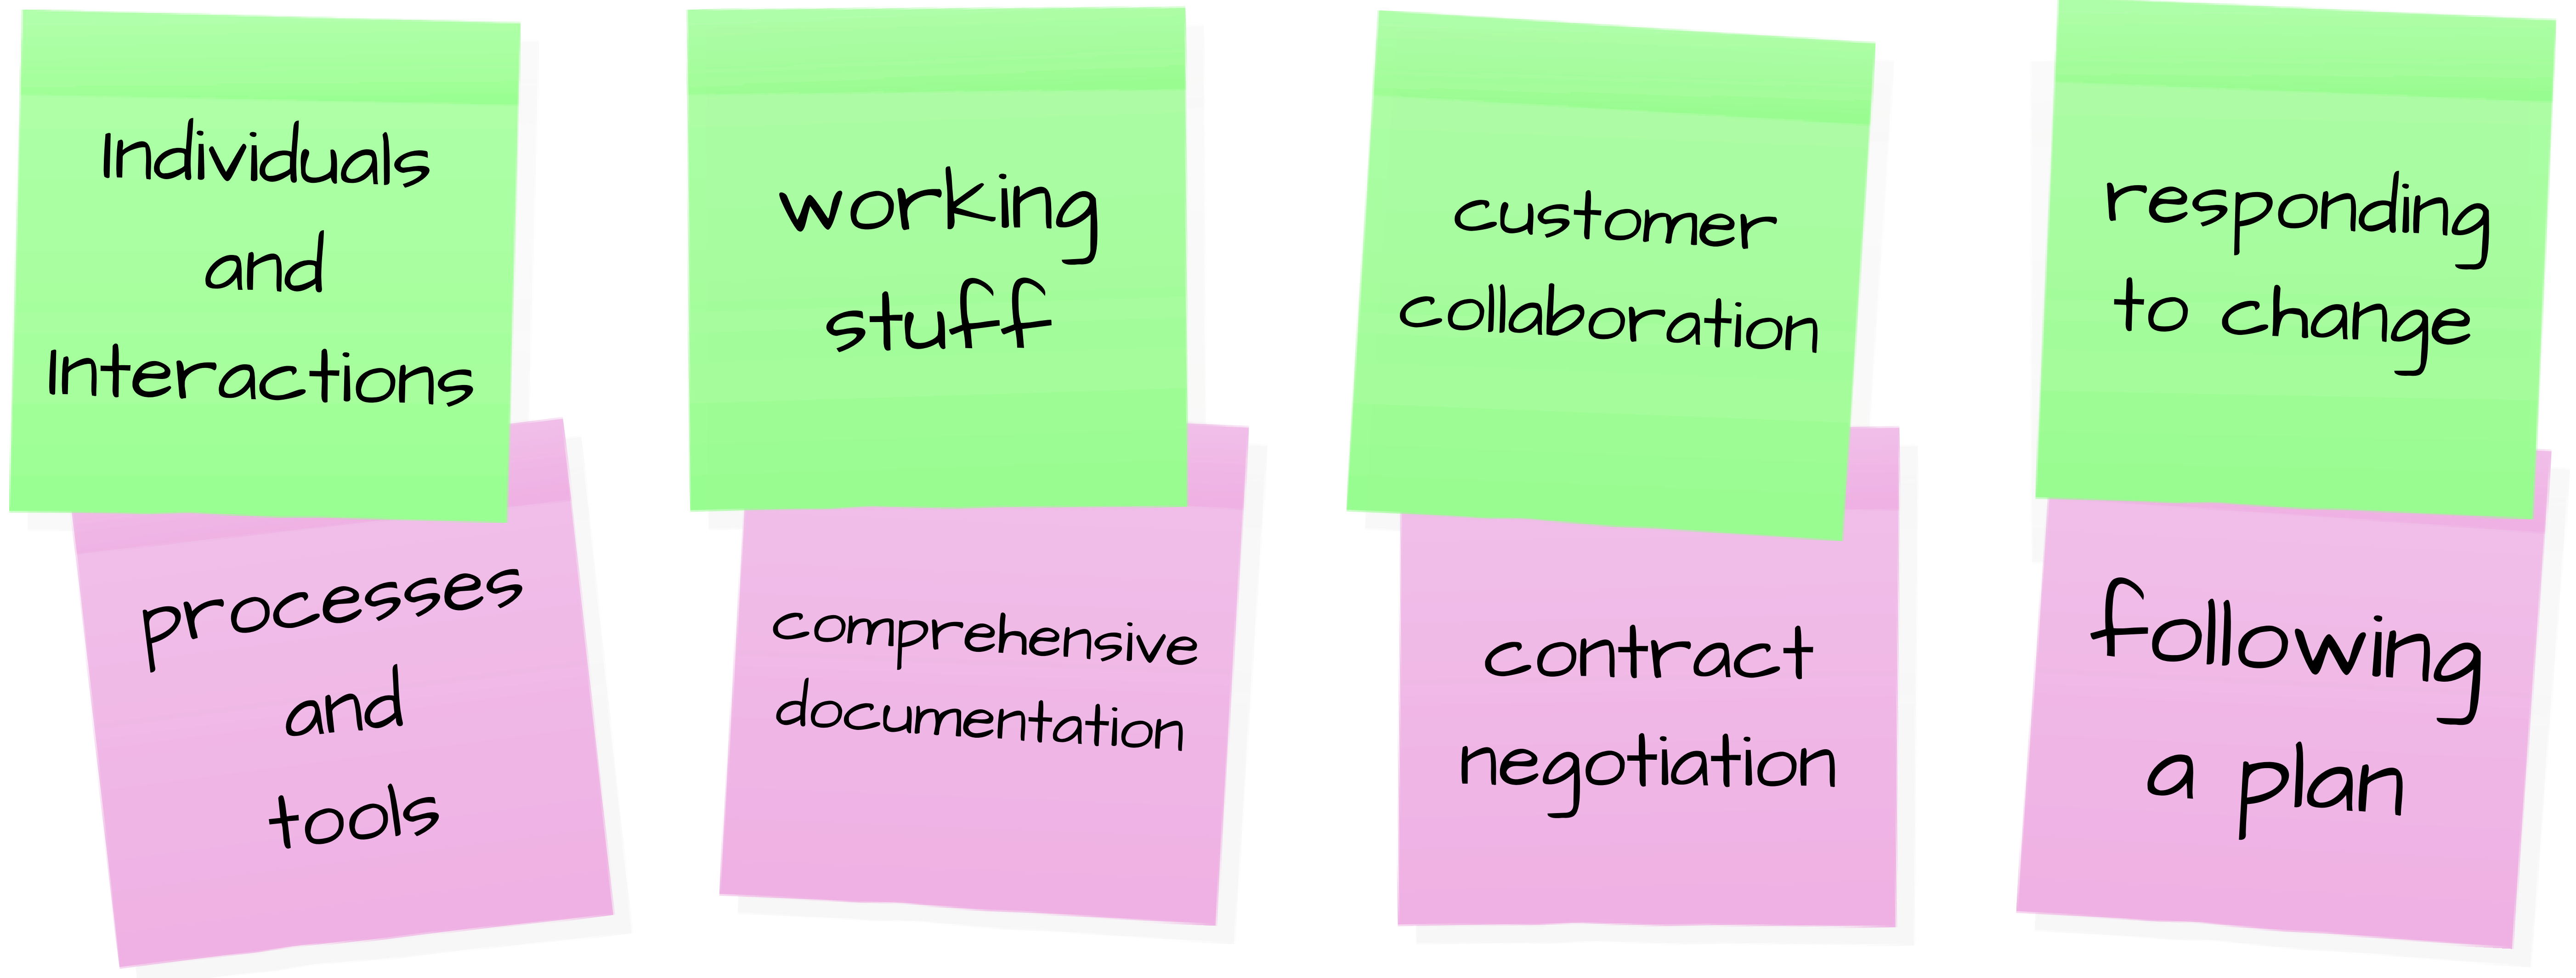 Individuals
and
Interactions
processes
and
tools
working
stuff
comprehensive
documentation
customer
collaboration
contract
negotiation
responding
to change
following
a plan